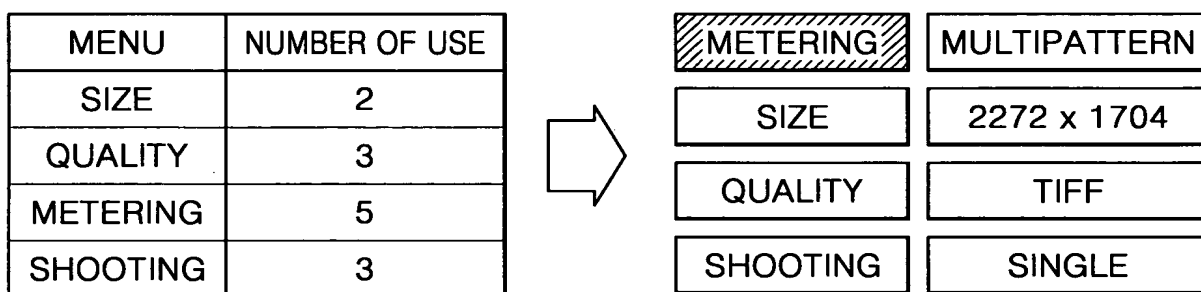 MENU NUMBER OF USE
SIZE 2
QUALITY 3
METERING 5
SHOOTING 3
METERING MULTIPATTERN
SIZE 2272 x 1704
QUALITY TIFF
SHOOTING SINGLE